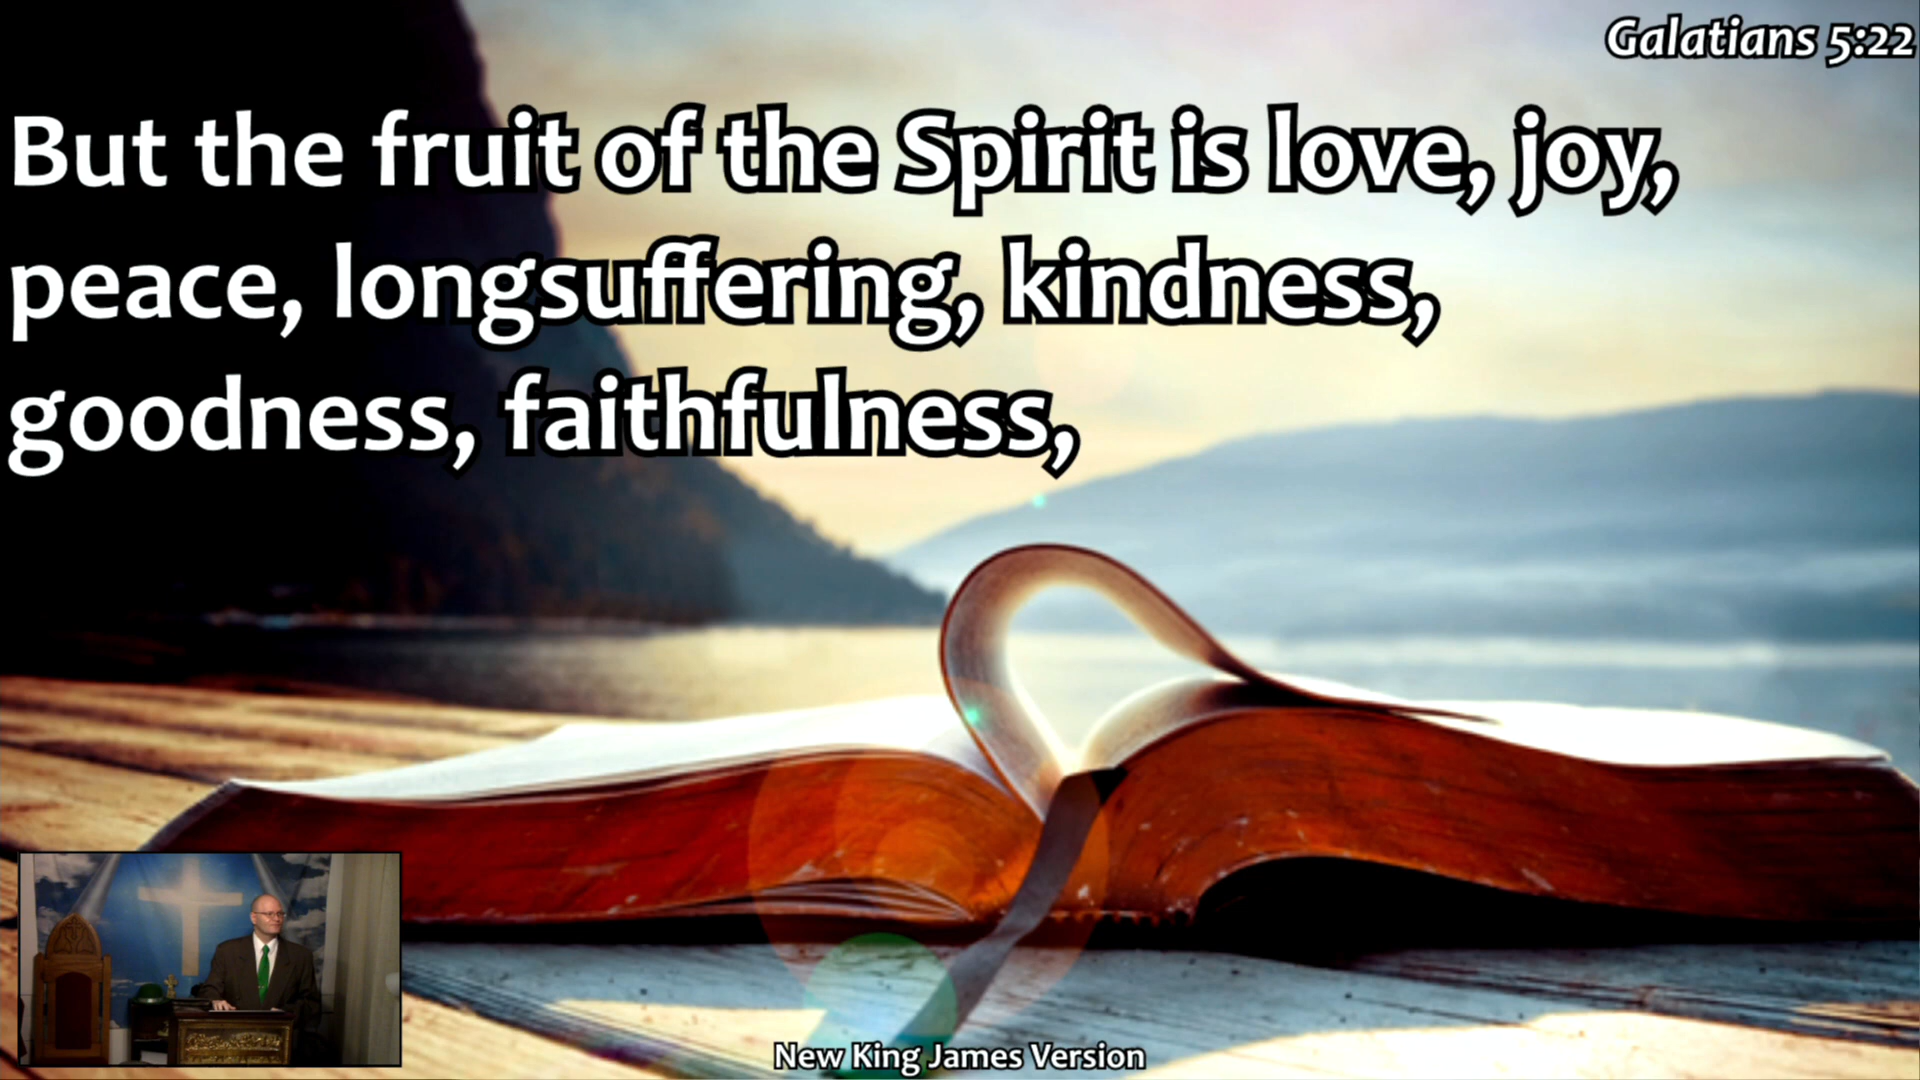 Galatians 5:22
But the fruit of the Spirit is love, joy,
peace, longsuffering, kindness,
goodness, faithfulness,
New King James Version